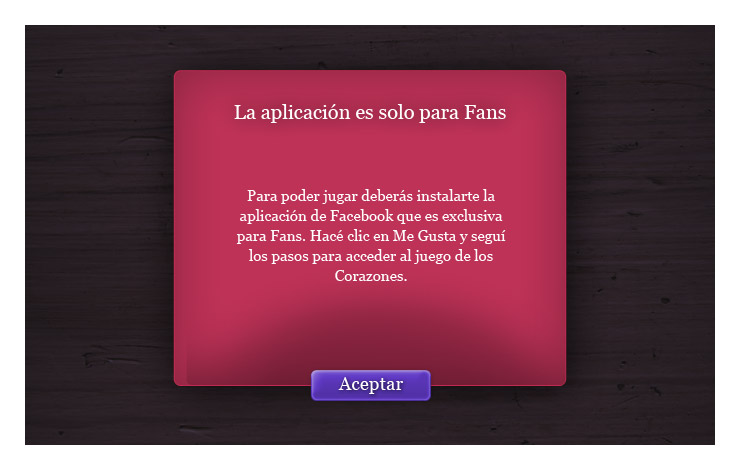 La aplicación es solo para Fans
Para poder jugar deberás instalarte la
aplicación de Facebook que es exclusiva
para Fans. Hacé clic en Me Gusta y seguí
los pasos para acceder al juego de los
Corazones.
Aceptar